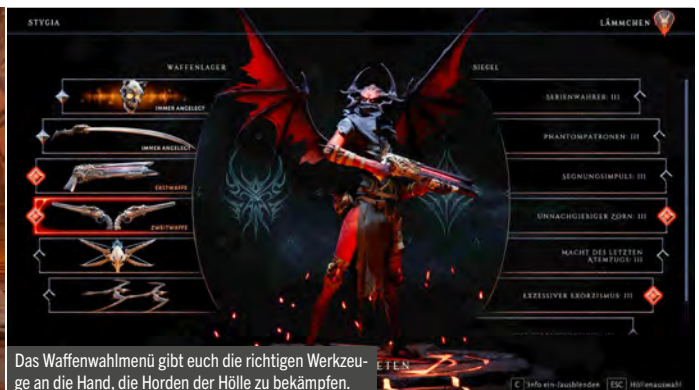 STYGIA
LÄMMCHEN
WAFFENLAGER
SIEGEL
IMMER ANGELEGT
IMMER ANGELEGT
ERSTWAFFE
ZWEITWAFFE
SERIENWAHRER: III
PHANTOMPATRONEN: III
SEGNUNGSIMPULS: III
UNNACHGIEBIGER ZORN: III
MACHT DES LETZTEN
ATEMZUGS: III
EXZESSIVER EXORZISMUS: III
C Info ein-/ausblenden ESC Höllenauswahl
Das Waffenwahlmenü gibt euch die richtigen Werkzeu-
ge an die Hand, die Horden der Hölle zu bekämpfen.